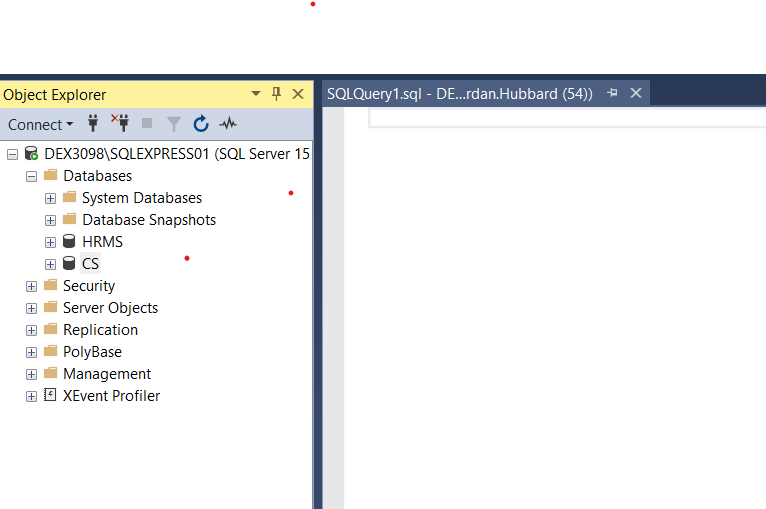 Object Explorer
SQLQuery1.sql - DE...rdan.Hubbard (54))
Connect
DEX3098\SQLEXPRESS01 (SQL Server 15
Databases
System Databases
Database Snapshots
HRMS
CS
Security
Server Objects
Replication
PolyBase
Management
XEvent Profiler